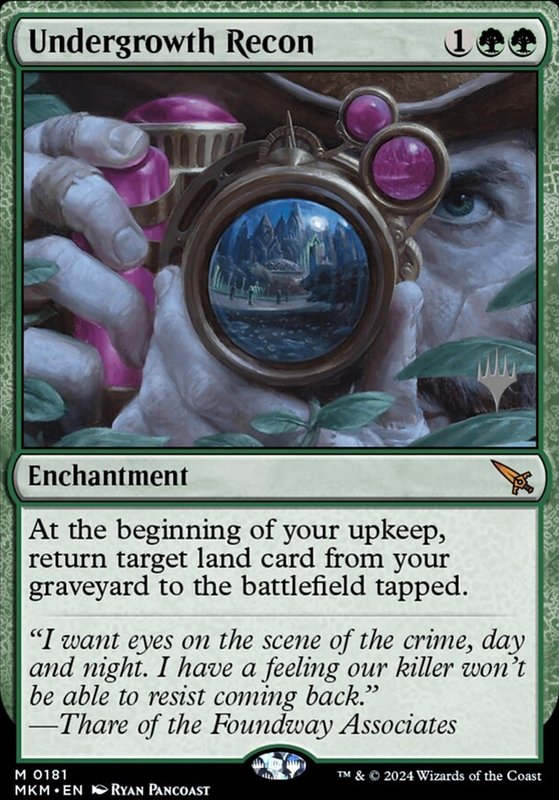 Undergrowth Recon 1
Enchantment
At the beginning of your upkeep,
return target land card from your
graveyard to the battlefield tapped.
“I want eyes on the scene of the crime, day
and night. I have a feeling our killer won’t
be able to resist coming back.”
—Thare of the Foundway Associates
M 0181
MKM • EN Ryan Pancoast
™ & © 2024 Wizards of the Coast